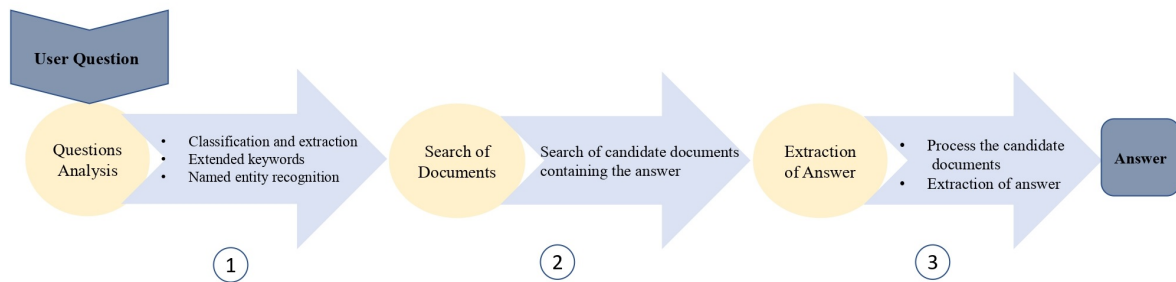 User Question
Questions
Analysis
• Classification and extraction
• Extended keywords
• Named entity recognition
1
Search of
Documents
Search of candidate documents
containing the answer
2
Extraction
of Answer
• Process the candidate
documents
• Extraction of answer
3
Answer